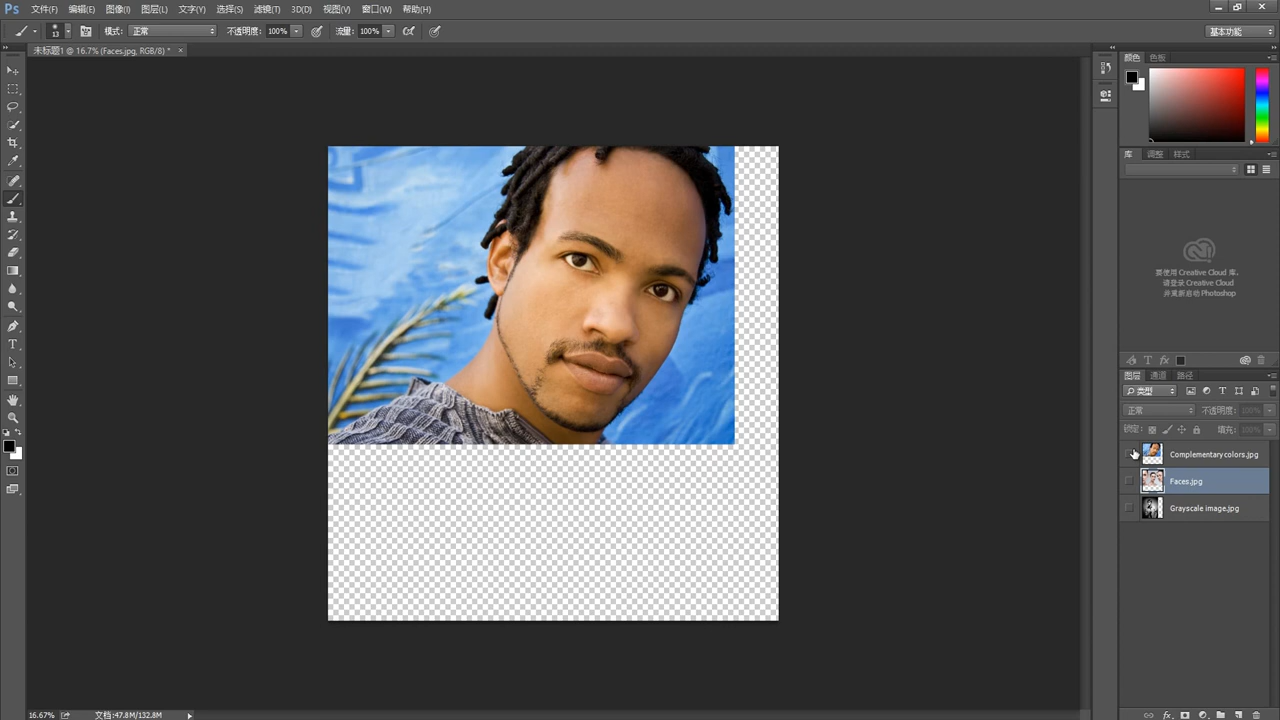 Ps 文件(F) 编辑(E) 图像(I) 图层(L) 文字(Y) 选择(S) 滤镜(T) 3D(D) 视图(V) 窗口(W) 帮助(H)
13 模式: 正常 不透明度: 100% 流量: 100% 基本功能
未标题1 @ 16.7% (Faces.jpg, RGB/8) * ×
颜色 色板
库 调整 样式
要使用 Creative Cloud 库,
请登录 Creative Cloud
并重新启动 Photoshop
图层 通道 路径
类型
正常 不透明度: 100%
锁定: 填充: 100%
Complementary colors.jpg
Faces.jpg
Grayscale image.jpg
16.67% 文档:47.8M/132.8M